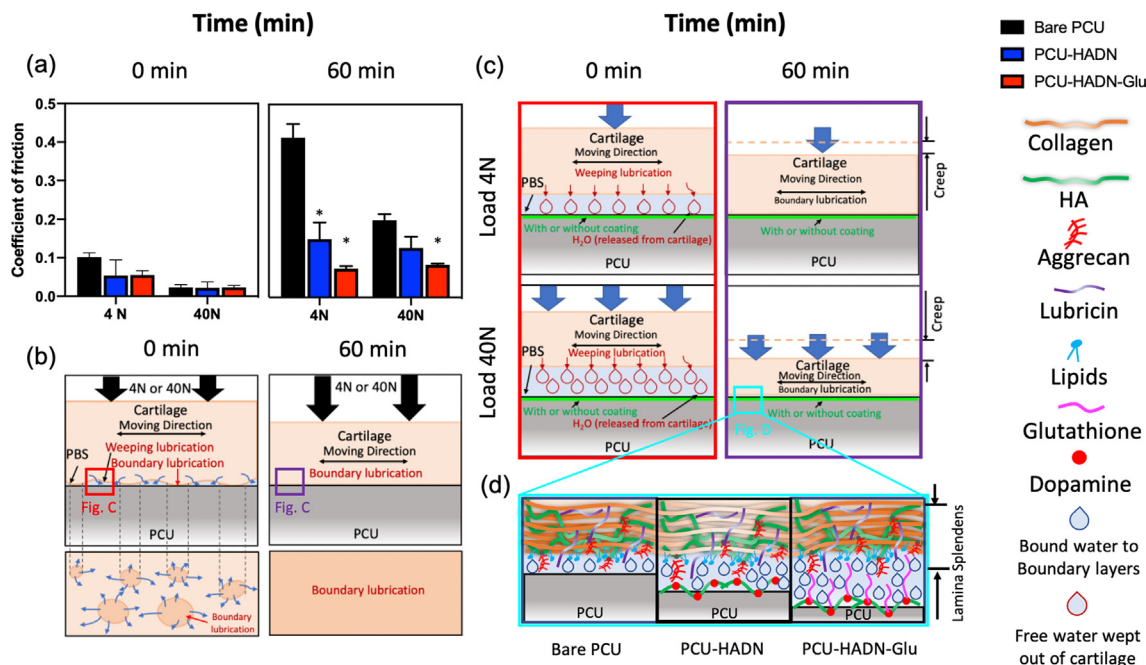 Time (min)
Time (min)
(a)
0 min
60 min
Coefficient of friction
0.5
0.4
0.3
0.2
0.1
0.0
4 N
40N
*
*
*
4N
40N
(b)
0 min
60 min
4N or 40N
Cartilage
Moving Direction
Weeping lubrication
PBS
Boundary lubrication
Fig. C
PCU
Boundary lubrication
4N or 40N
Cartilage
Moving Direction
Boundary lubrication
Fig. C
PCU
Boundary lubrication
(c)
0 min
60 min
Load 4N
Cartilage
Moving Direction
Weeping lubrication
PBS
With or without coating
H₂O (released from cartilage)
PCU
Cartilage
Moving Direction
Boundary lubrication
With or without coating
PCU
Creep
Load 40N
Cartilage
Moving Direction
Weeping lubrication
PBS
With or without coating
H₂O (released from cartilage)
PCU
Cartilage
Moving Direction
Boundary lubrication
With or without coating
Fig. D
PCU
Creep
(d)
PCU
PCU
PCU
Lamina Splendens
Bare PCU
PCU-HADN
PCU-HADN-Glu
Bare PCU
PCU-HADN
PCU-HADN-Glu
Collagen
HA
Aggrecan
Lubricin
Lipids
Glutathione
Dopamine
Bound water to
Boundary layers
Free water wept
out of cartilage